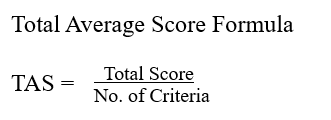 Total Average Score Formula
TAS = Total Score
No. of Criteria